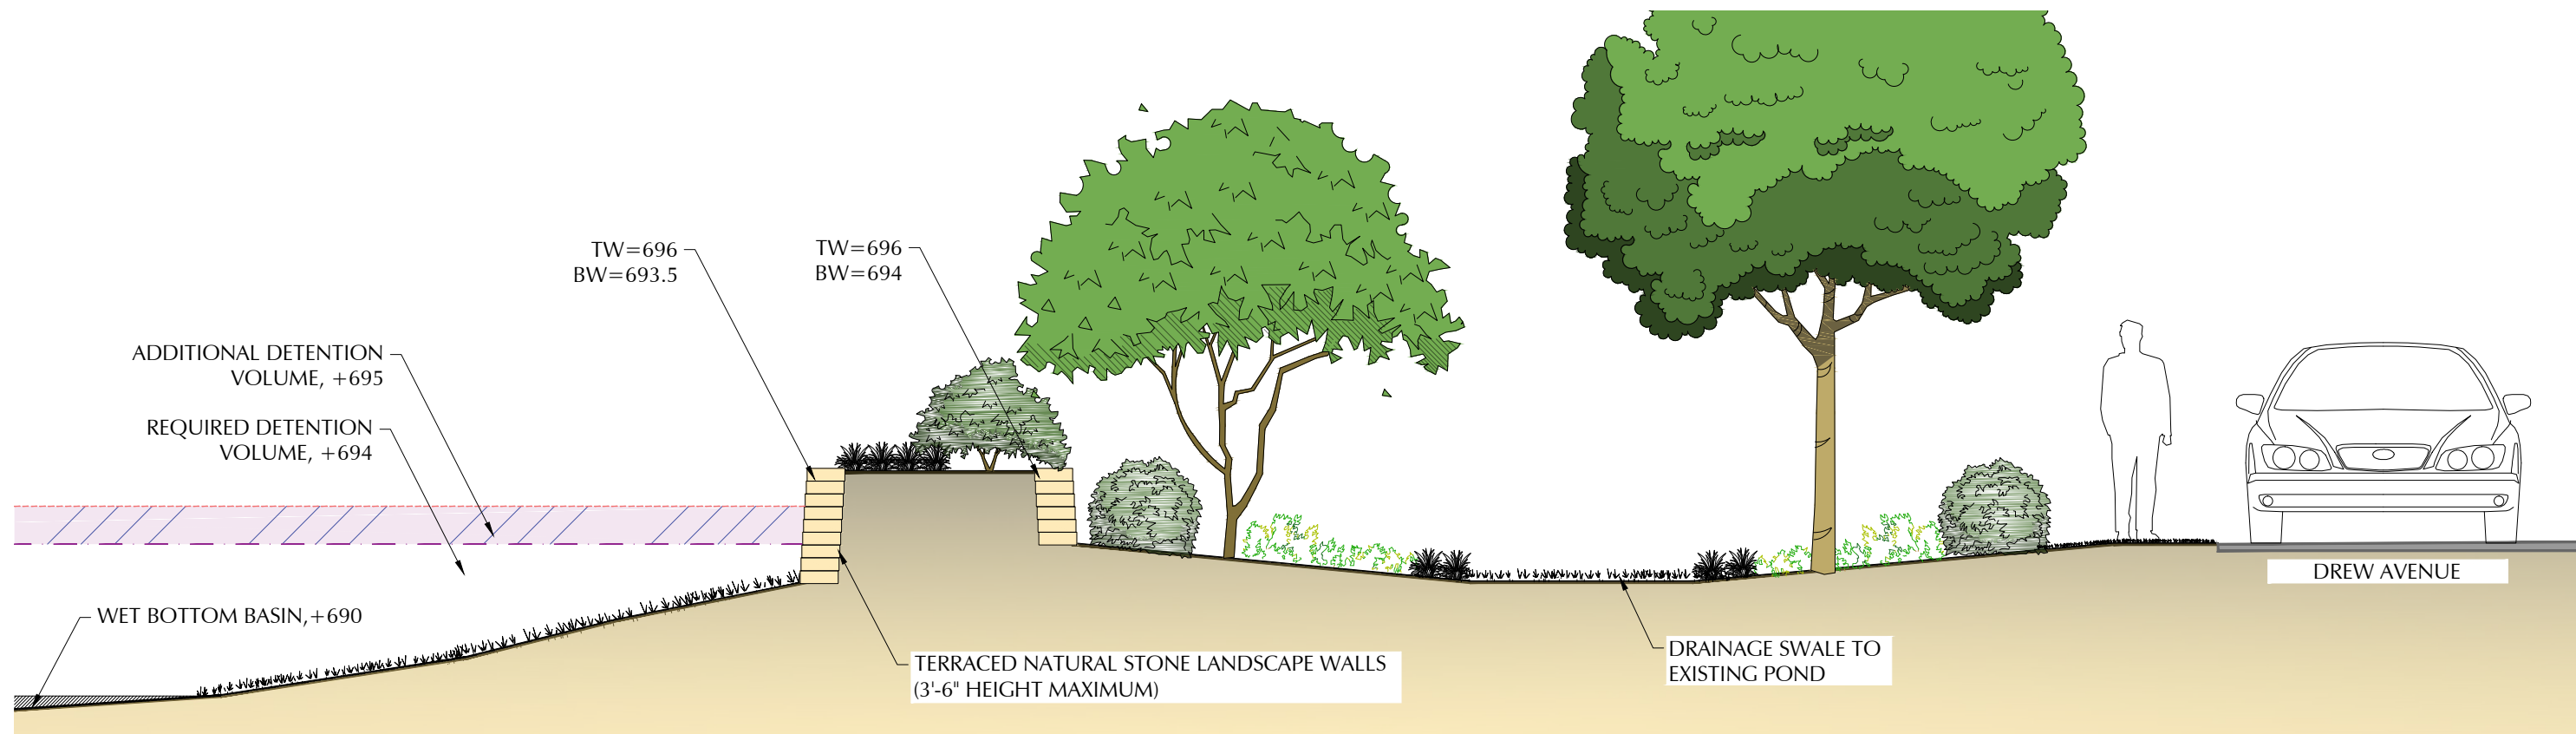 TW=696
BW=693.5
TW=696
BW=694
ADDITIONAL DETENTION
VOLUME, +695
REQUIRED DETENTION
VOLUME, +694
WET BOTTOM BASIN,+690
TERRACED NATURAL STONE LANDSCAPE WALLS
(3'-6" HEIGHT MAXIMUM)
DRAINAGE SWALE TO
EXISTING POND
DREW AVENUE